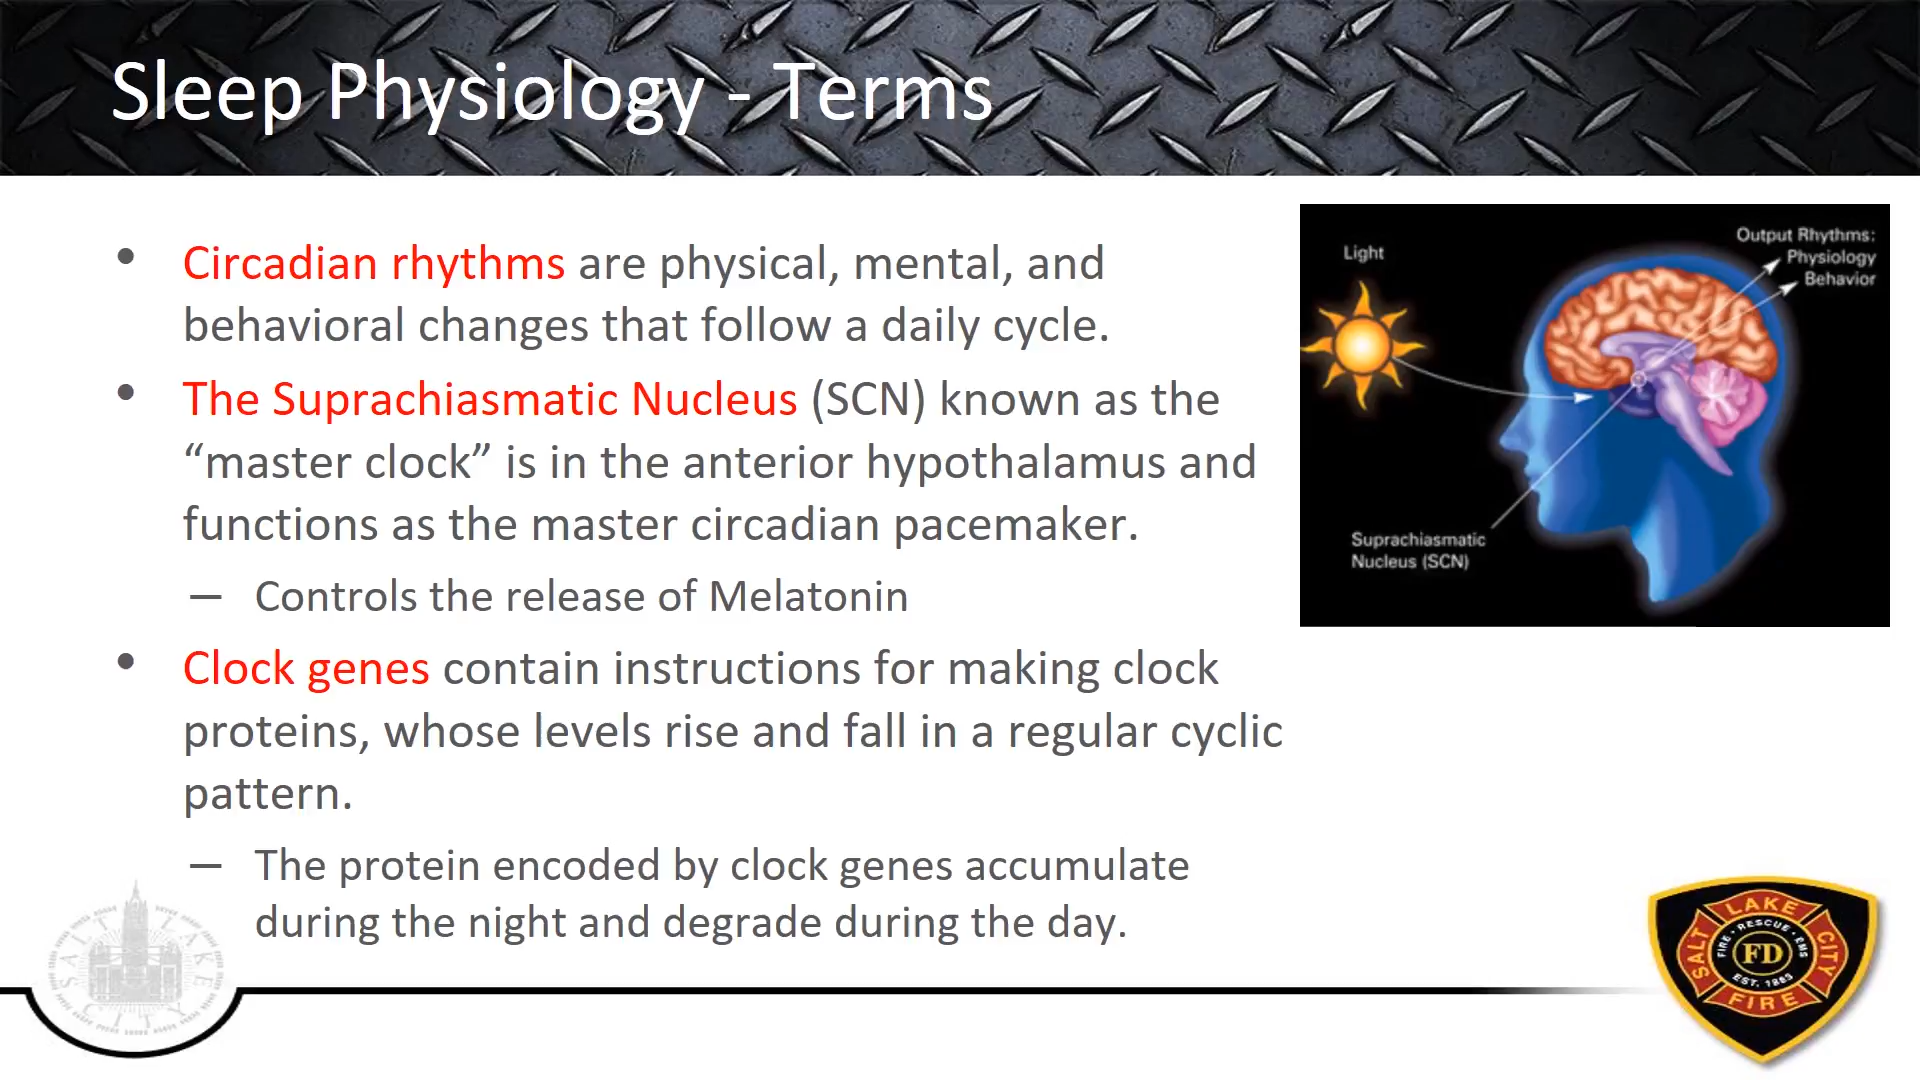 Sleep Physiology - Terms
• Circadian rhythms are physical, mental, and
behavioral changes that follow a daily cycle.
• The Suprachiasmatic Nucleus (SCN) known as the
“master clock” is in the anterior hypothalamus and
functions as the master circadian pacemaker.
– Controls the release of Melatonin
• Clock genes contain instructions for making clock
proteins, whose levels rise and fall in a regular cyclic
pattern.
– The protein encoded by clock genes accumulate
during the night and degrade during the day.
Light
Output Rhythms:
Physiology
Behavior
Suprachiasmatic
Nucleus (SCN)
SALT LAKE
CITY
SALT LAKE CITY
FIRE • RESCUE • EMS
FD
EST. 1883
FIRE